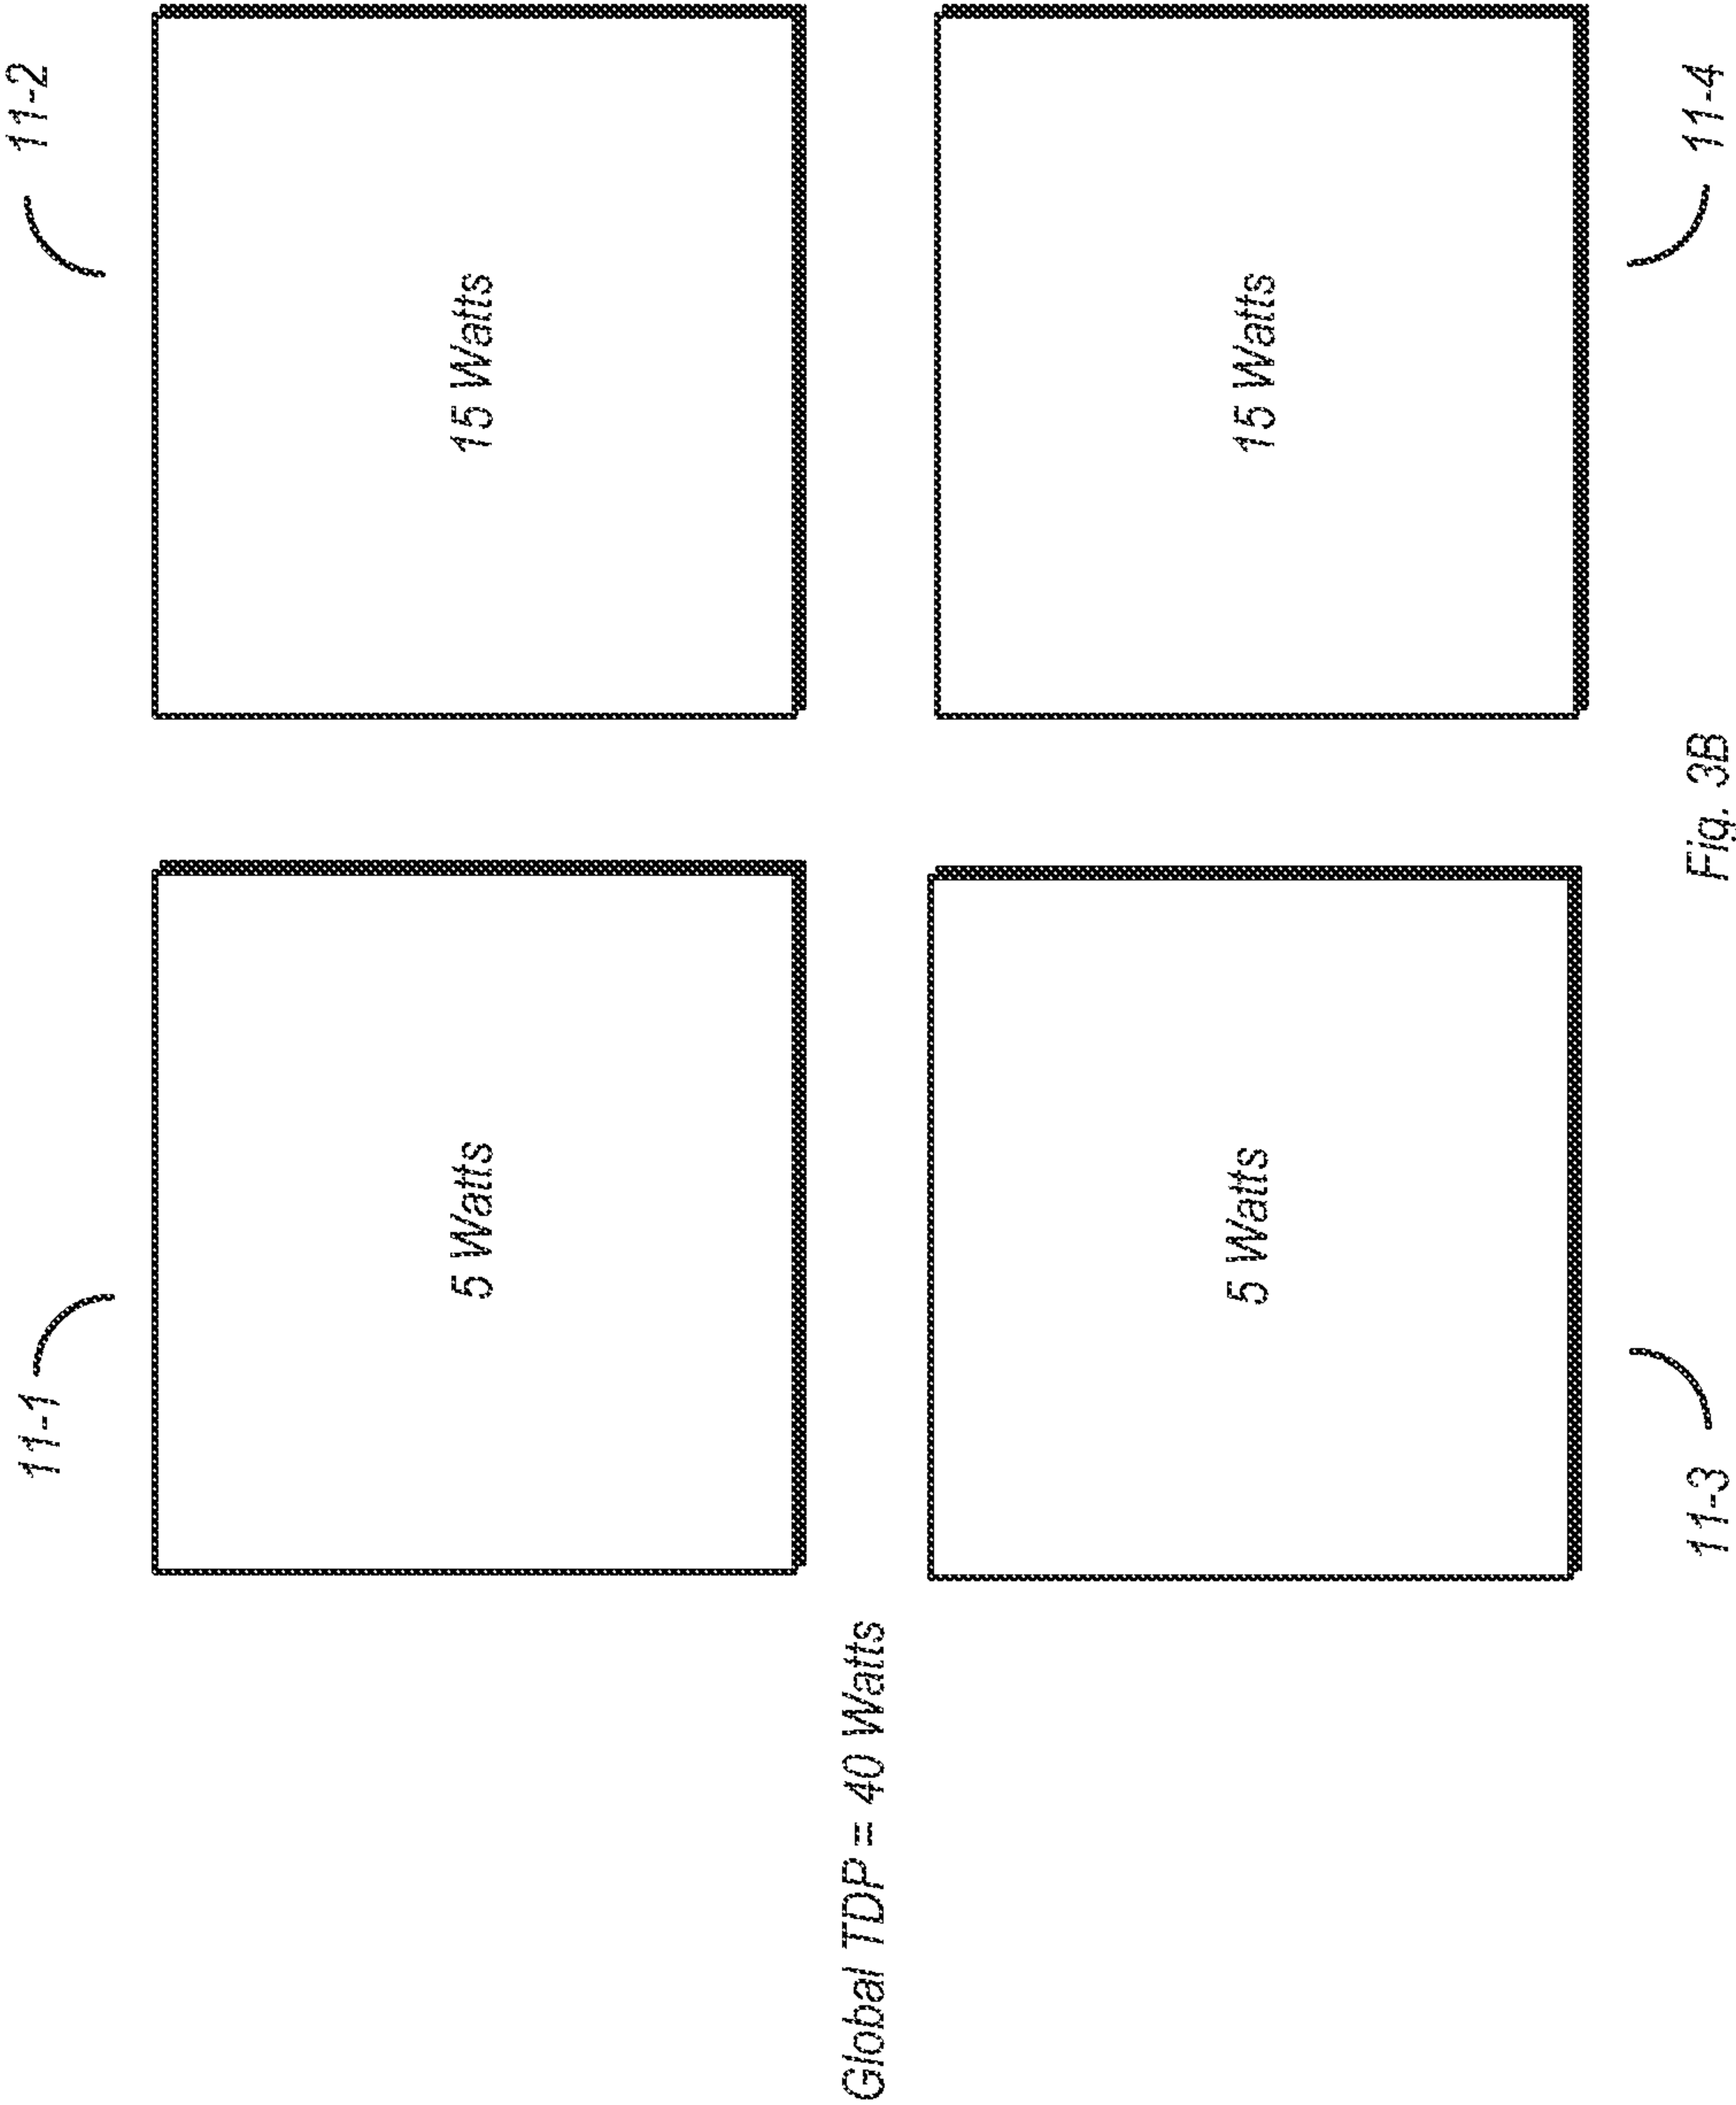 11-1
11-2
5 Watts
15 Watts
Global TDP = 40 Watts
5 Watts
15 Watts
11-3
11-4
Fig. 3B